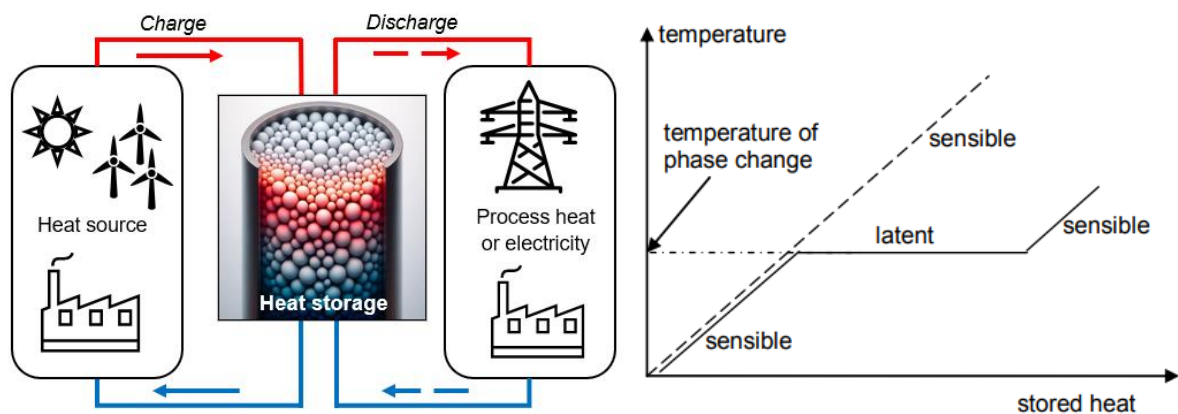 Charge
Discharge
Heat source
Heat storage
Process heat
or electricity
temperature
temperature of
phase change
sensible
latent
sensible
sensible
stored heat